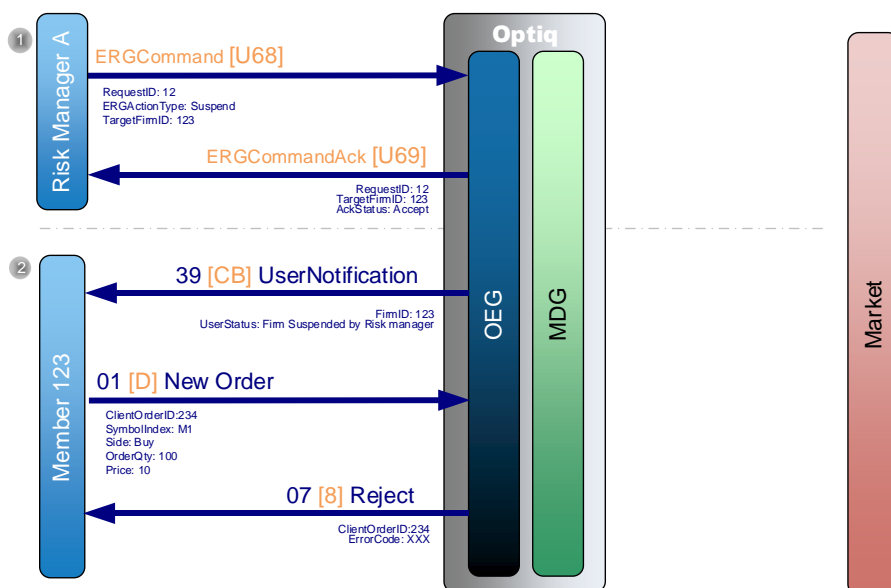 Optiq
1
Risk Manager A
ERGCommand [U68]
RequestID: 12
ERGActionType: Suspend
TargetFirmID: 123
ERGCommandAck [U69]
RequestID: 12
TargetFirmID: 123
AckStatus: Accept
2
Member 123
39 [CB] UserNotification
FirmID: 123
UserStatus: Firm Suspended by Risk manager
01 [D] New Order
ClientOrderID:234
SymbolIndex: M1
Side: Buy
OrderQty: 100
Price: 10
07 [8] Reject
ClientOrderID:234
ErrorCode: XXX
OEG
MDG
Market